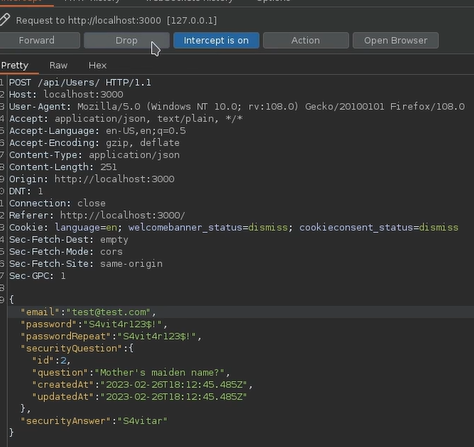 Request to http://localhost:3000 [127.0.0.1]
Forward Drop Intercept is on Action Open Browser
Pretty Raw Hex
1 POST /api/Users/ HTTP/1.1
2 Host: localhost:3000
3 User-Agent: Mozilla/5.0 (Windows NT 10.0; rv:108.0) Gecko/20100101 Firefox/108.0
4 Accept: application/json, text/plain, */*
5 Accept-Language: en-US,en;q=0.5
6 Accept-Encoding: gzip, deflate
7 Content-Type: application/json
8 Content-Length: 251
9 Origin: http://localhost:3000
0 DNT: 1
1 Connection: close
2 Referer: http://localhost:3000/
3 Cookie: language=en; welcomebanner_status=dismiss; cookieconsent_status=dismiss
4 Sec-Fetch-Dest: empty
5 Sec-Fetch-Mode: cors
6 Sec-Fetch-Site: same-origin
7 Sec-GPC: 1
8
9 {
"email":"test@test.com",
"password":"S4vit4r123$!",
"passwordRepeat":"S4vit4r123$!",
"securityQuestion":{
"id":2,
"question":"Mother's maiden name?",
"createdAt":"2023-02-26T18:12:45.485Z",
"updatedAt":"2023-02-26T18:12:45.485Z"
},
"securityAnswer":"S4vitar"
}